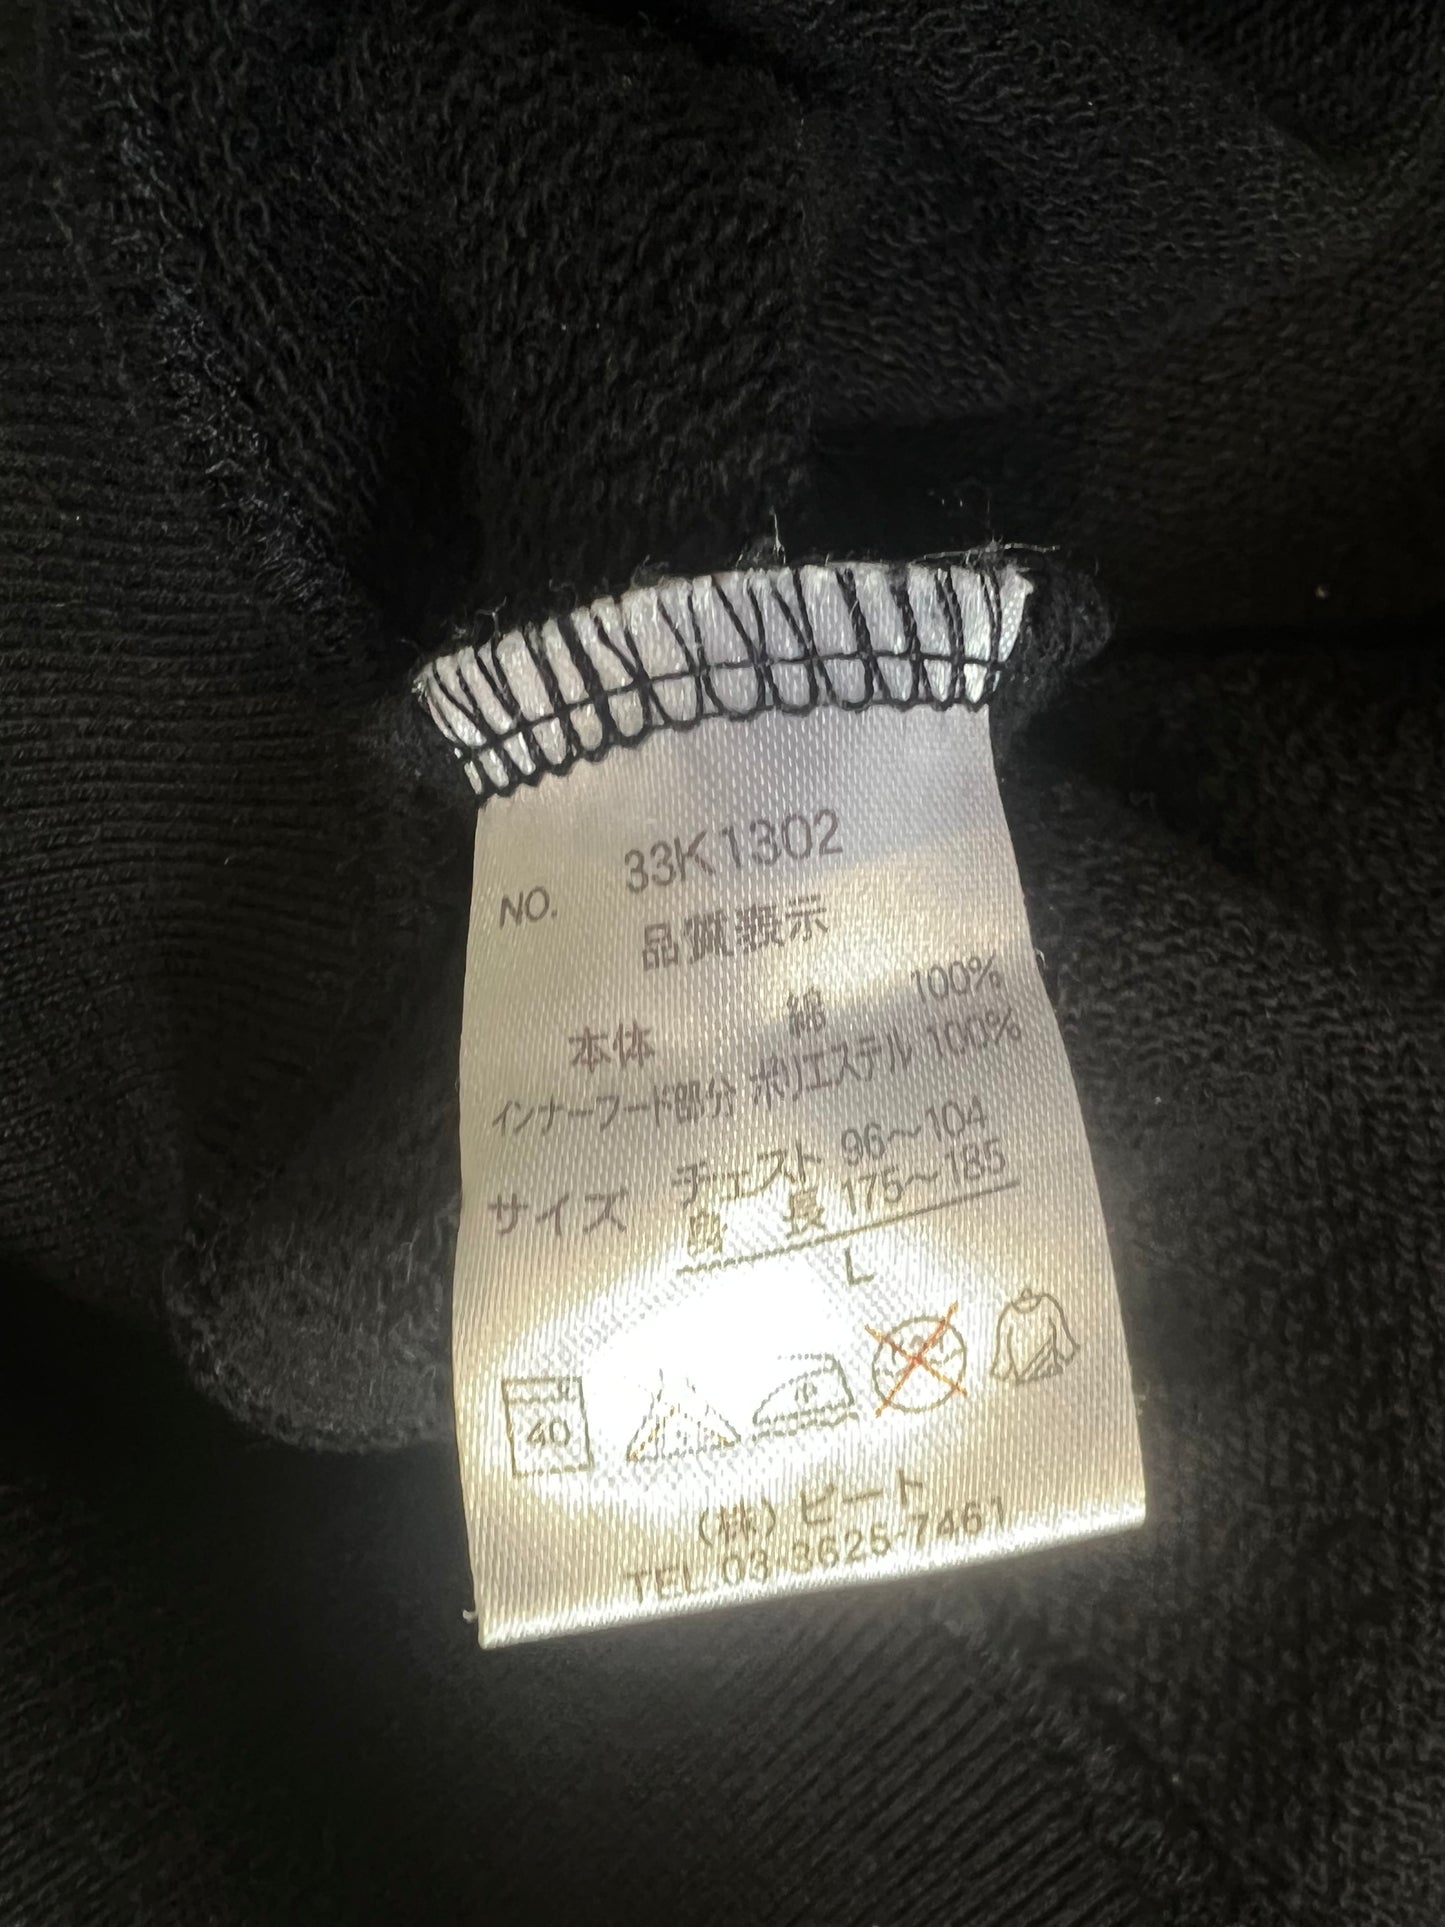 NO. 33K1302
品質表示
本体 綿 100%
インナーフード部分 ポリエステル 100%
サイズ チェスト 96～104
身長 175～185
L
40 中
(株) ビート
TEL.03-3625-7461